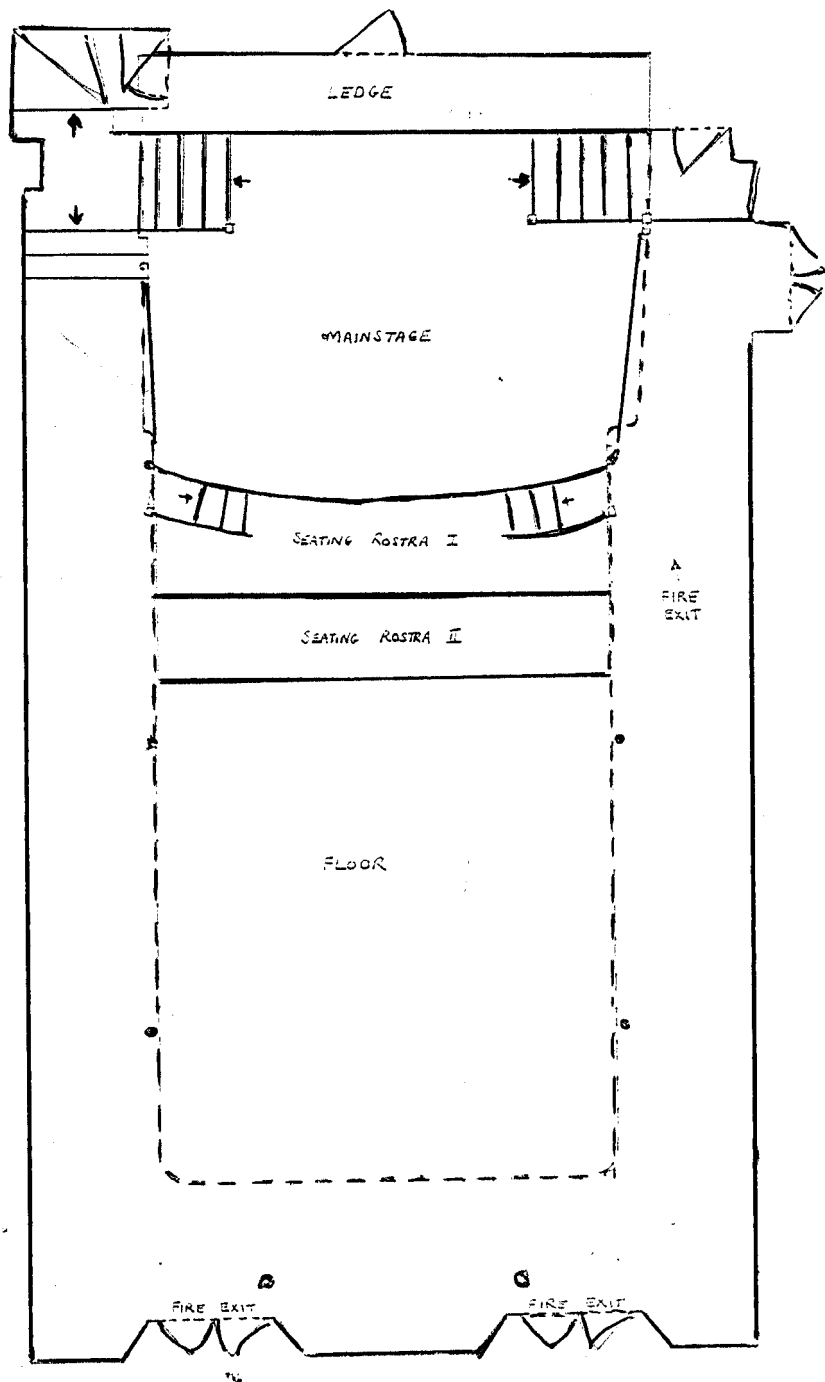 LEDGE
MAINSTAGE
SEATING ROSTRA I
FIRE
EXIT
SEATING ROSTRA II
FLOOR
FIRE EXIT
FIRE EXIT